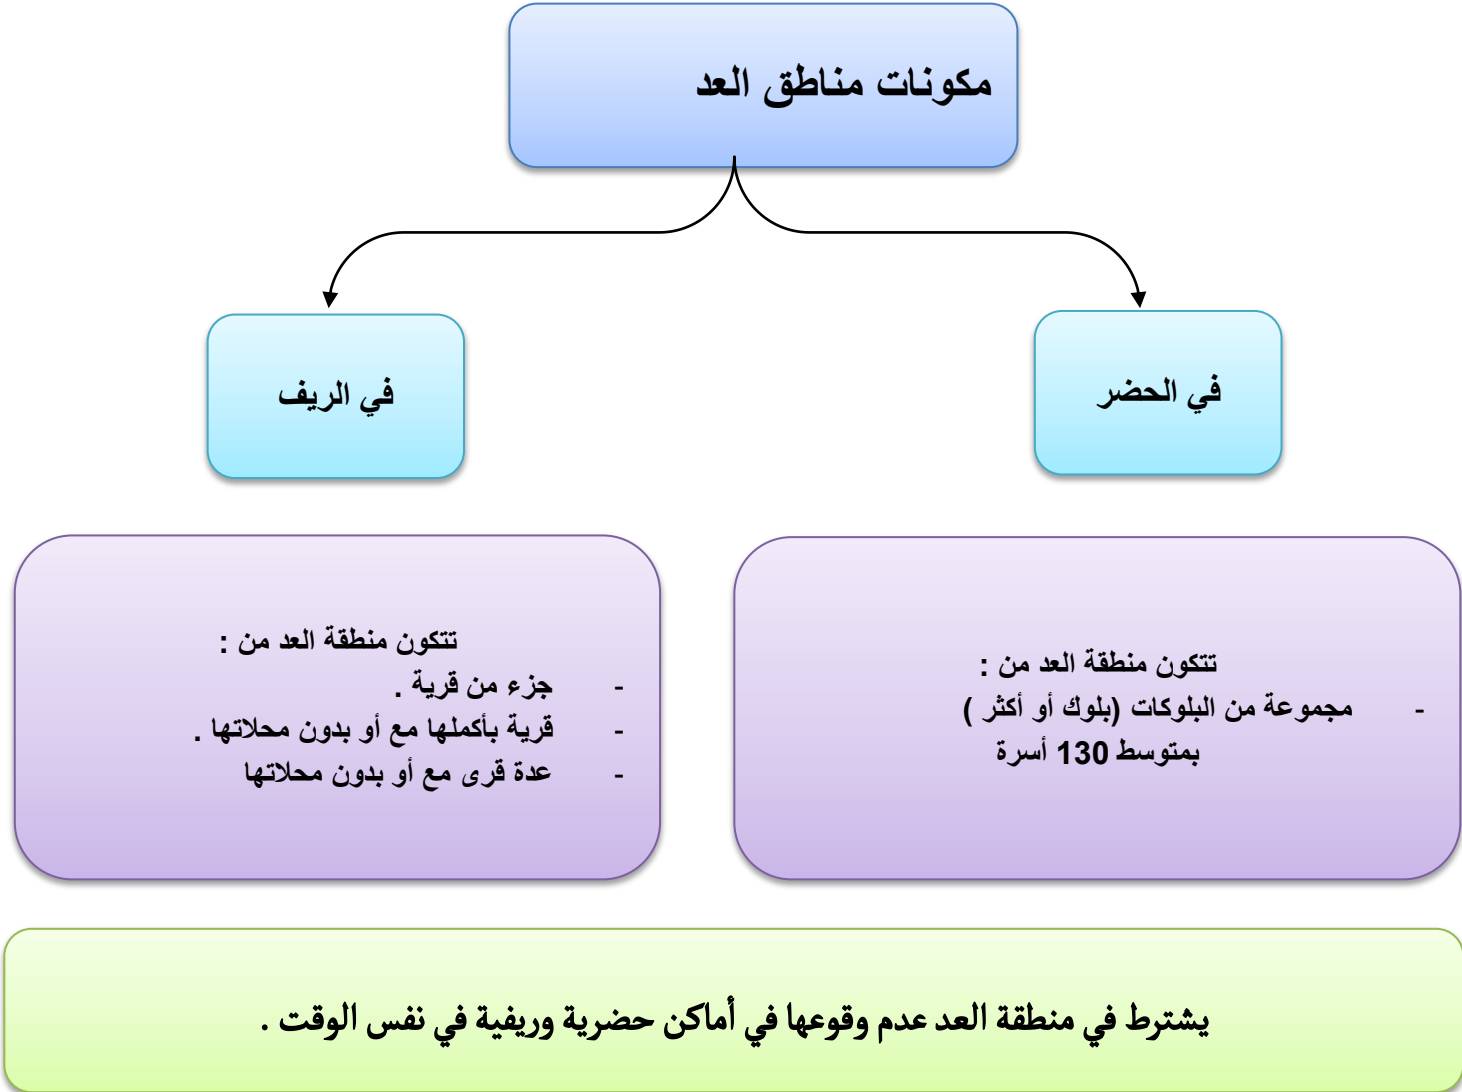 مكونات مناطق العد
في الحضر
في الريف
تتكون منطقة العد من :
- مجموعة من البلوكات (بلوك أو أكثر )
بمتوسط 130 أسرة
تتكون منطقة العد من :
- جزء من قرية .
- قرية بأكملها مع أو بدون محلاتها .
- عدة قرى مع أو بدون محلاتها
يشترط في منطقة العد عدم وقوعها في أماكن حضرية وريفية في نفس الوقت .